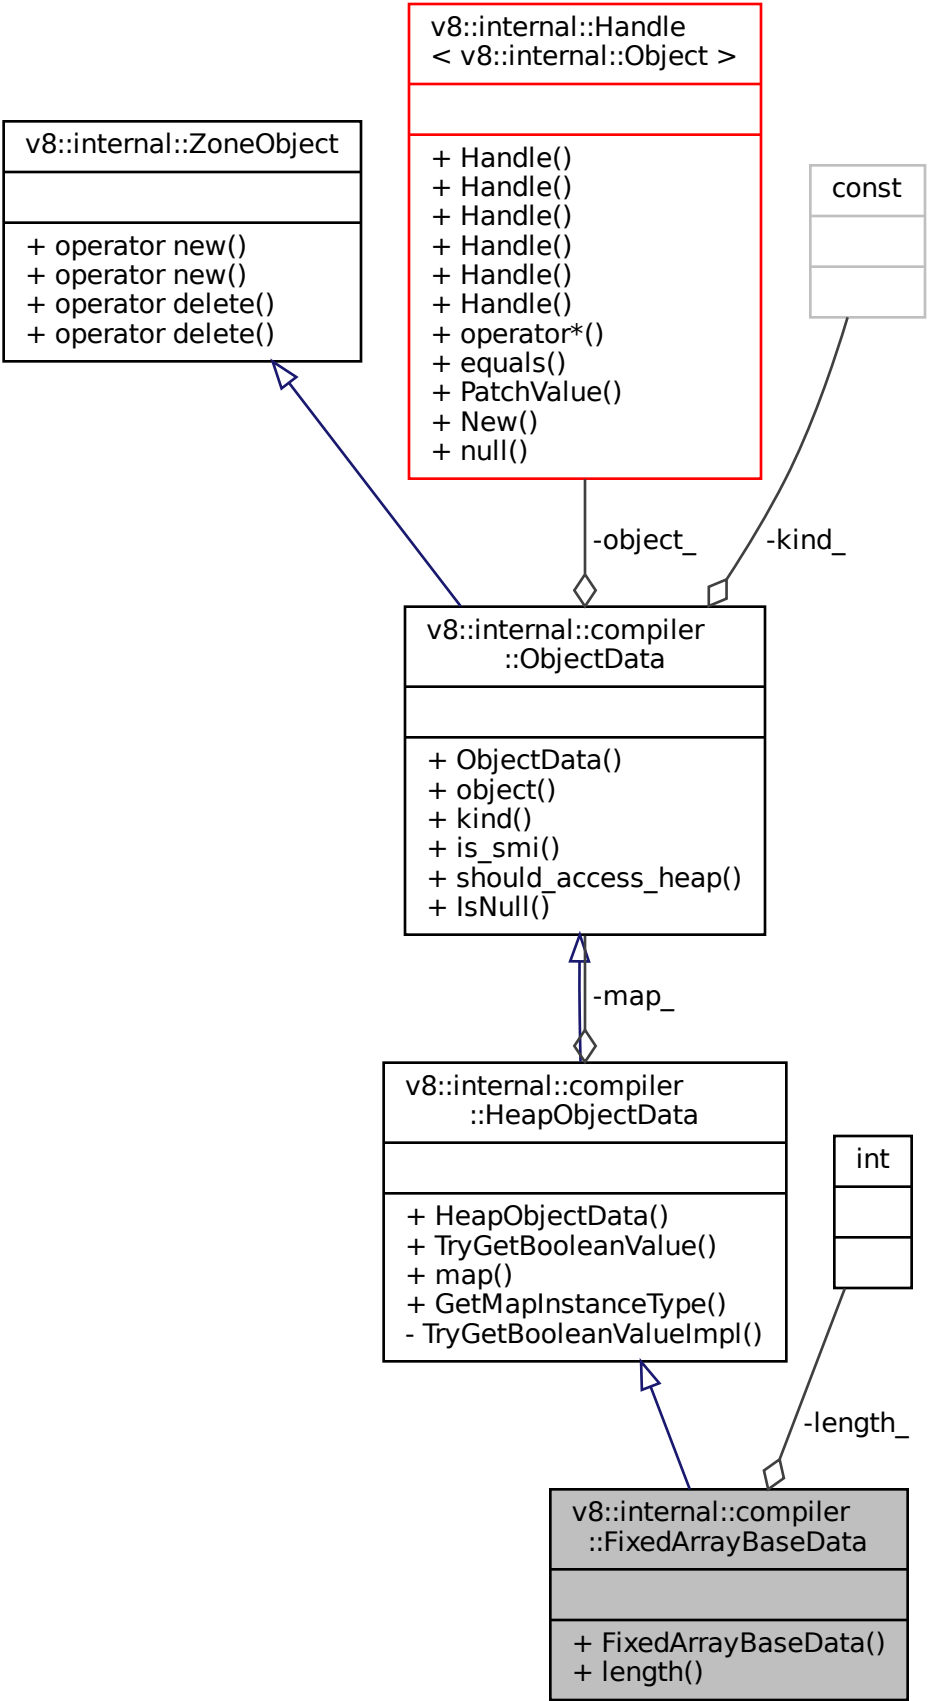 v8::internal::Handle
< v8::internal::Object >
+ Handle()
+ Handle()
+ Handle()
+ Handle()
+ Handle()
+ Handle()
+ operator*()
+ equals()
+ PatchValue()
+ New()
+ null()
v8::internal::ZoneObject
+ operator new()
+ operator new()
+ operator delete()
+ operator delete()
const
-object_
-kind_
v8::internal::compiler
::ObjectData
+ ObjectData()
+ object()
+ kind()
+ is_smi()
+ should_access_heap()
+ IsNull()
-map_
v8::internal::compiler
::HeapObjectData
+ HeapObjectData()
+ TryGetBooleanValue()
+ map()
+ GetMapInstanceType()
- TryGetBooleanValueImpl()
int
-length_
v8::internal::compiler
::FixedArrayBaseData
+ FixedArrayBaseData()
+ length()